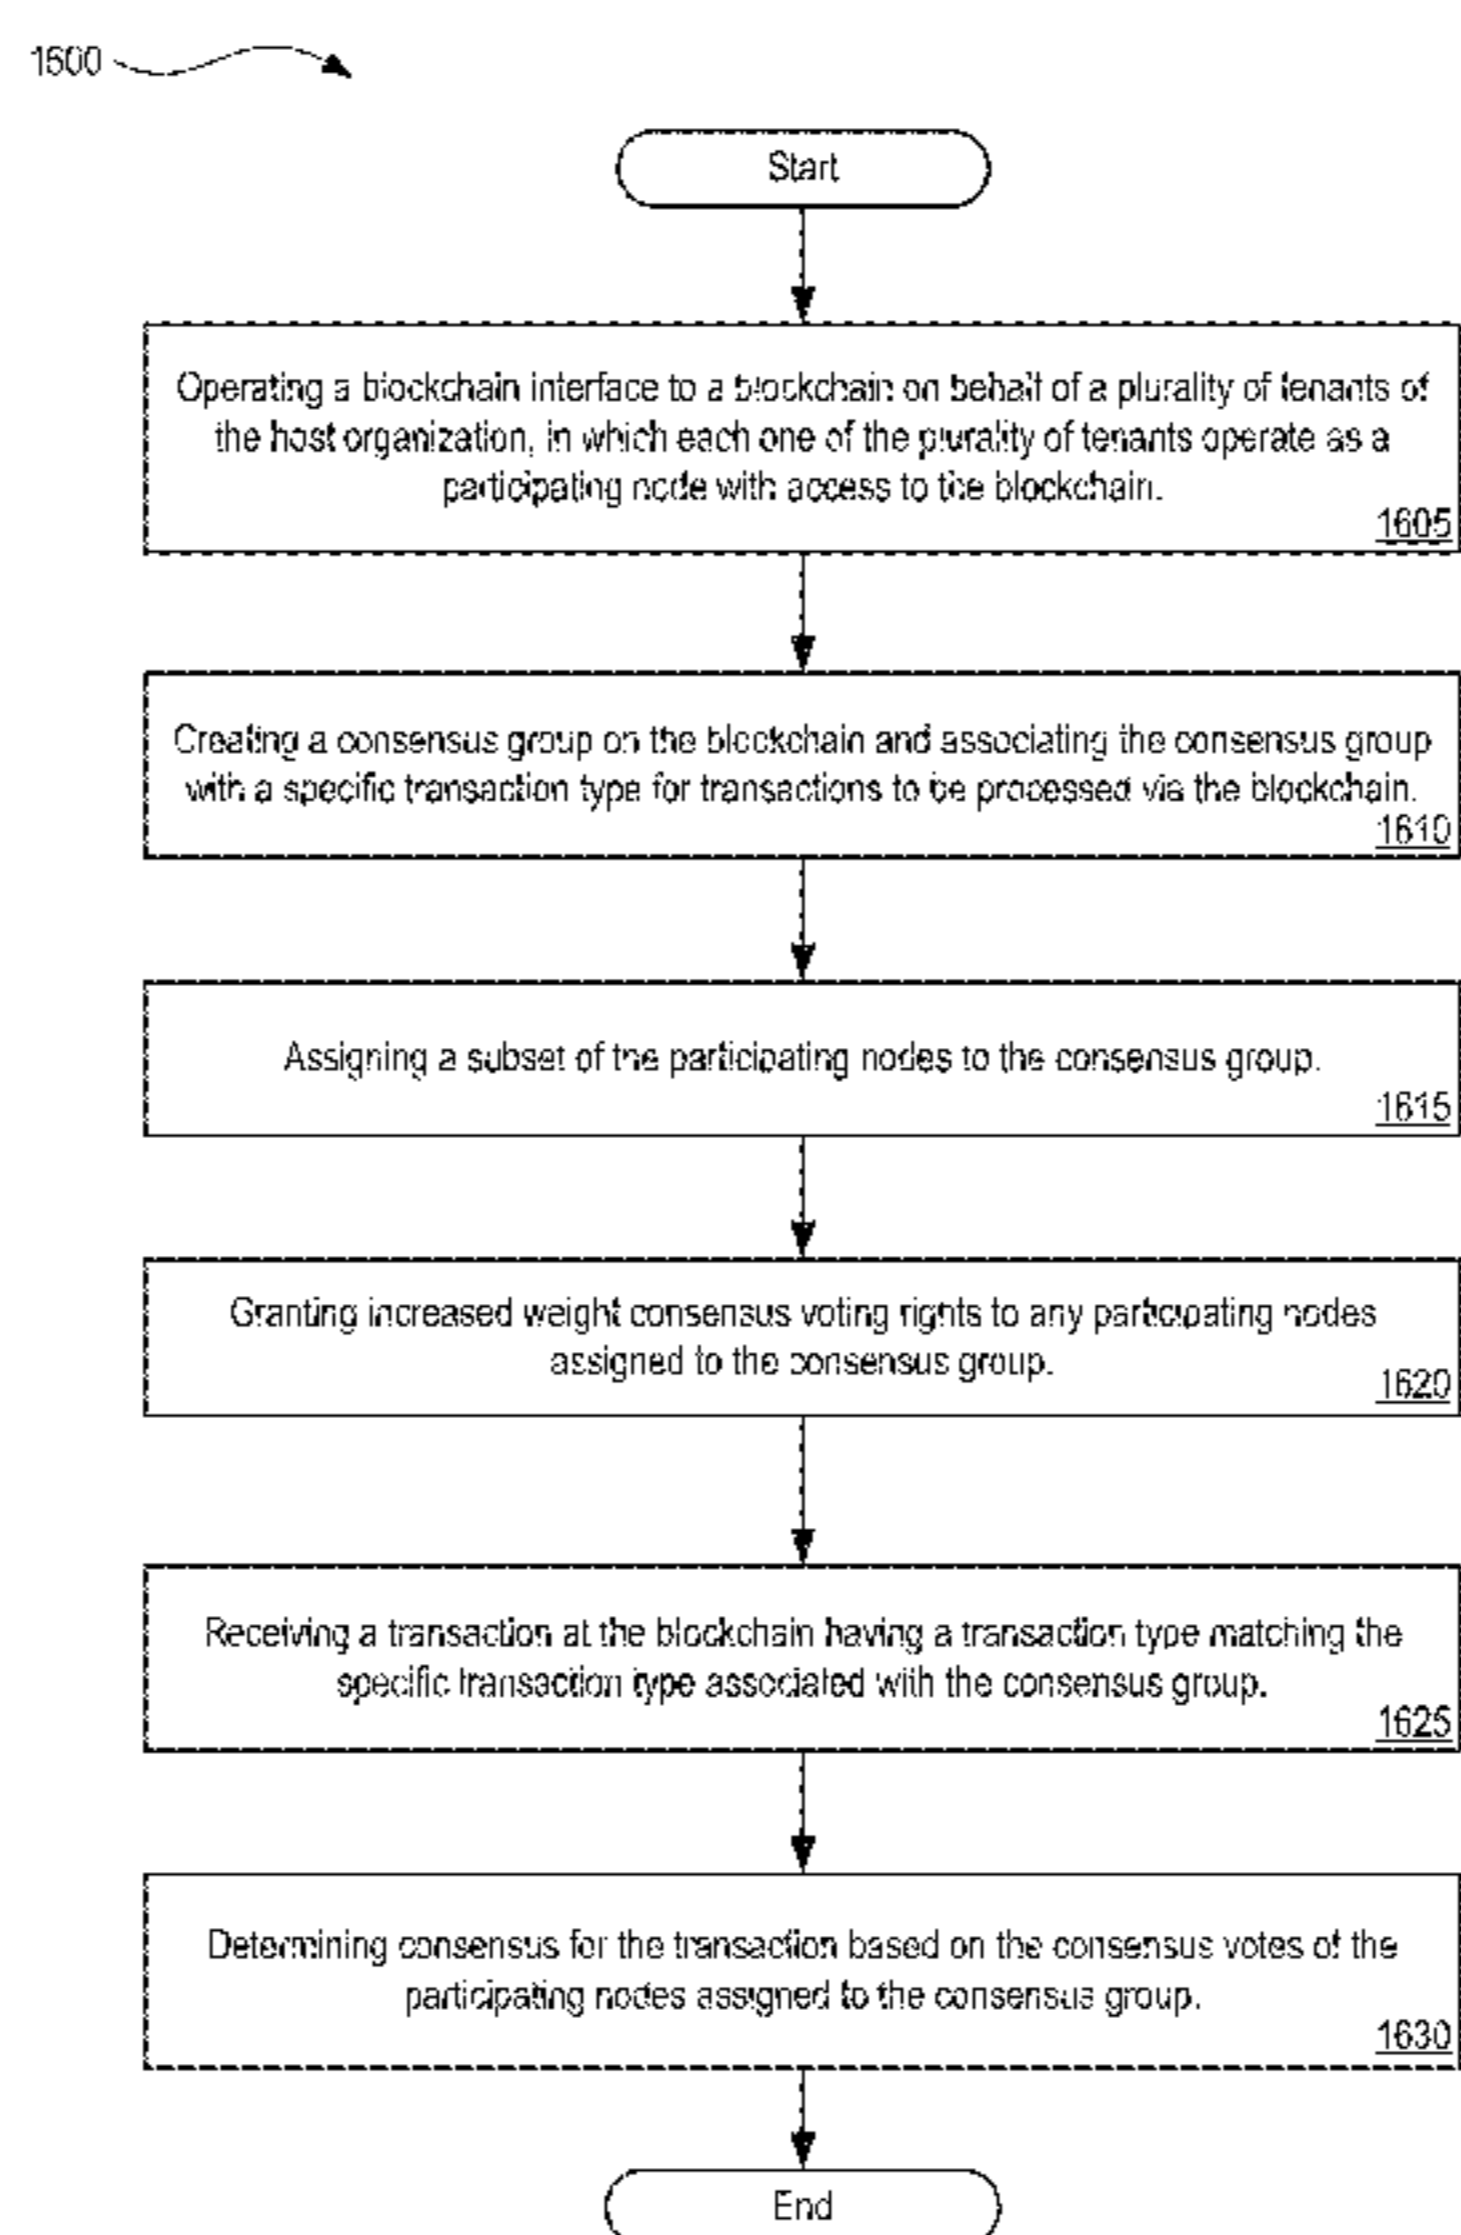 1600
Start
Operating a blockchain interface to a blockchain on behalf of a plurality of tenants of
the host organization, in which each one of the plurality of tenants operate as a
participating node with access to the blockchain.
1605
Creating a consensus group on the blockchain and associating the consensus group
with a specific transaction type for transactions to be processed via the blockchain.
1610
Assigning a subset of the participating nodes to the consensus group.
1615
Granting increased weight consensus voting rights to any participating nodes
assigned to the consensus group.
1620
Receiving a transaction at the blockchain having a transaction type matching the
specific transaction type associated with the consensus group.
1625
Determining consensus for the transaction based on the consensus votes of the
participating nodes assigned to the consensus group.
1630
End